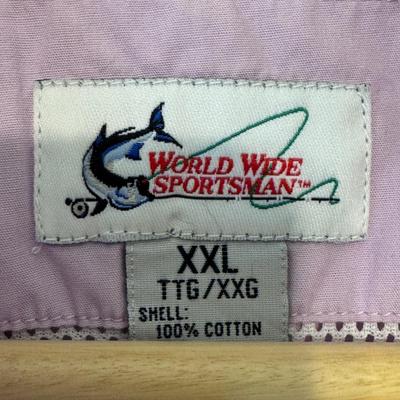 WORLD WIDE
SPORTSMAN™
XXL
TTG/XXG
SHELL:
100% COTTON